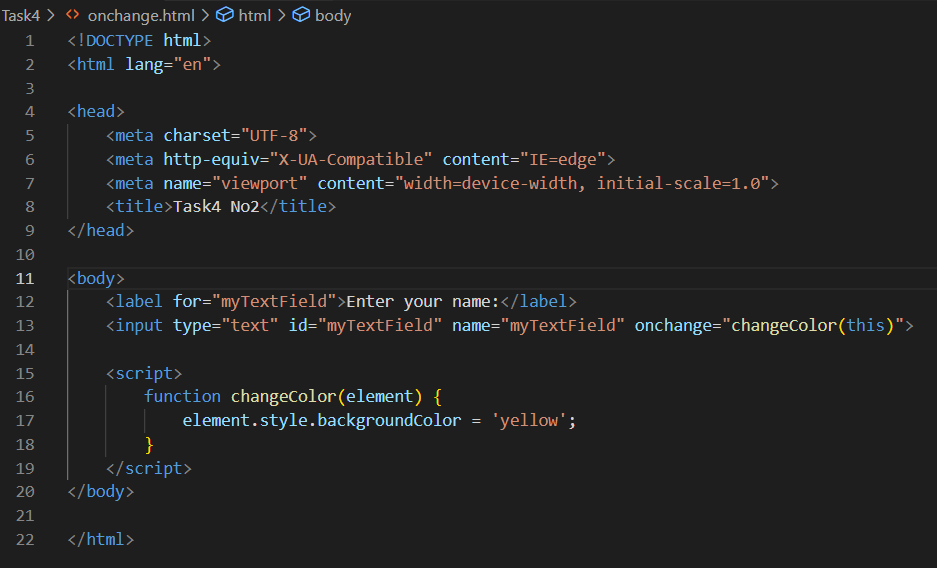 Task4 > <> onchange.html > html > body
1 <!DOCTYPE html>
2 <html lang="en">
3
4 <head>
5     <meta charset="UTF-8">
6     <meta http-equiv="X-UA-Compatible" content="IE=edge">
7     <meta name="viewport" content="width=device-width, initial-scale=1.0">
8     <title>Task4 No2</title>
9 </head>
10
11 <body>
12     <label for="myTextField">Enter your name:</label>
13     <input type="text" id="myTextField" name="myTextField" onchange="changeColor(this)">
14
15     <script>
16         function changeColor(element) {
17             element.style.backgroundColor = 'yellow';
18         }
19     </script>
20 </body>
21
22 </html>